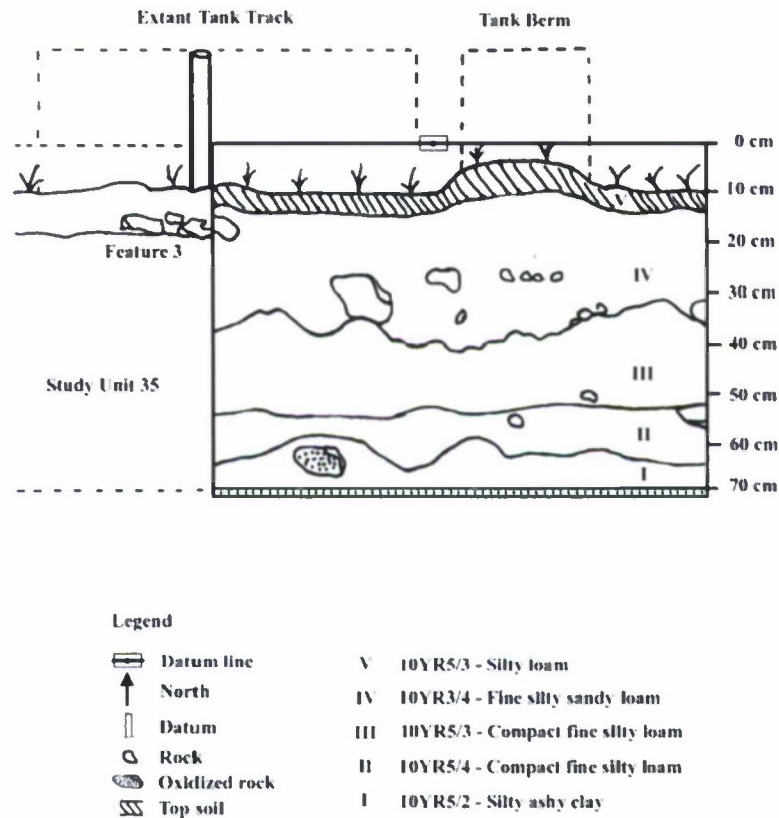 Extant Tank Track
Tank Berm
0 cm
10 cm
V
20 cm
Feature 3
IV
30 cm
40 cm
Study Unit 35
III
50 cm
II
60 cm
I
70 cm
Legend
Datum line
North
Datum
Rock
Oxidized rock
Top soil
V 10YR5/3 - Silty loam
IV 10YR3/4 - Fine silty sandy loam
III 10YR5/3 - Compact fine silty loam
II 10YR5/4 - Compact fine silty loam
I 10YR5/2 - Silty ashy clay